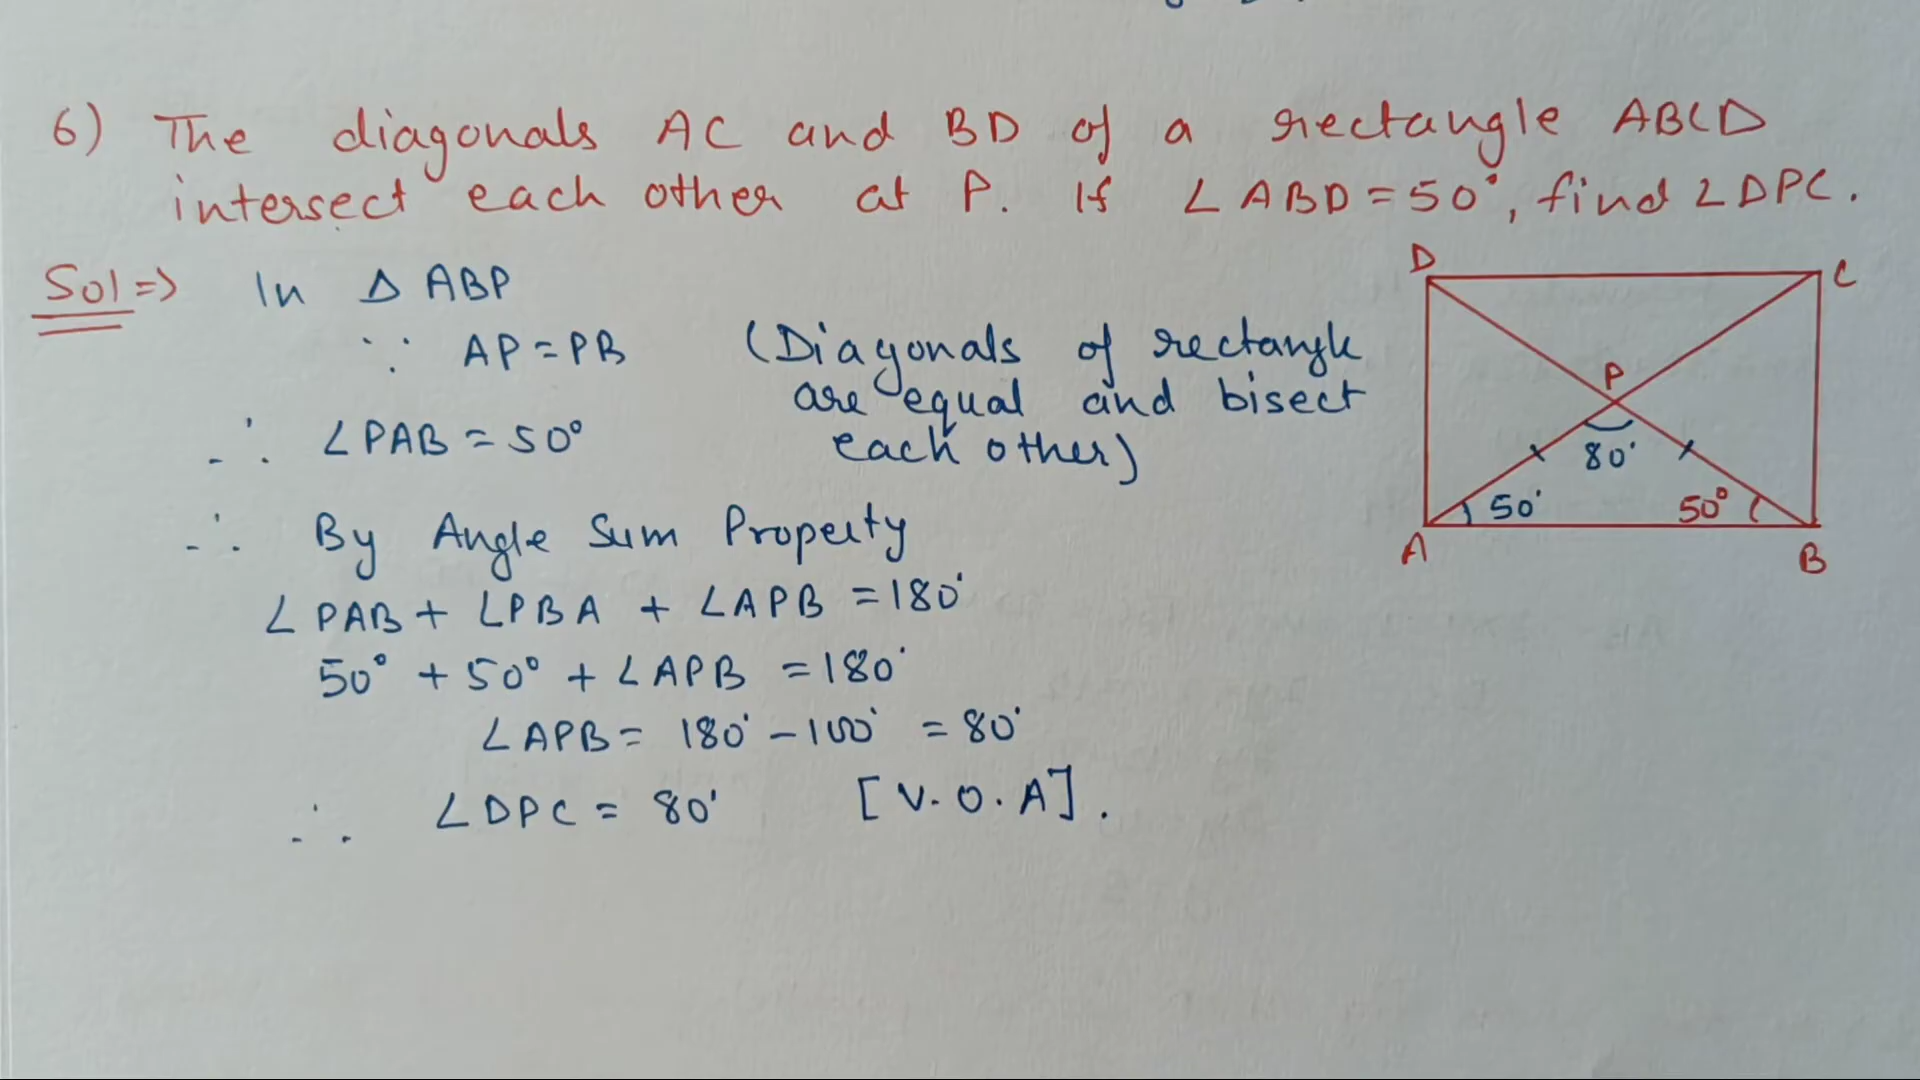 6) The diagonals AC and BD of a rectangle ABCD
intersect each other at P. If ∠ABD = 50°, find ∠DPC.
Sol => In Δ ABP
∵ AP = PB (Diagonals of rectangle
are equal and bisect
each other)
∴ ∠PAB = 50°
∴ By Angle Sum Property
∠PAB + ∠PBA + ∠APB = 180°
50° + 50° + ∠APB = 180°
∠APB = 180° - 100° = 80°
∴ ∠DPC = 80° [V.O.A].
D C
P
80°
50° 50°
A B